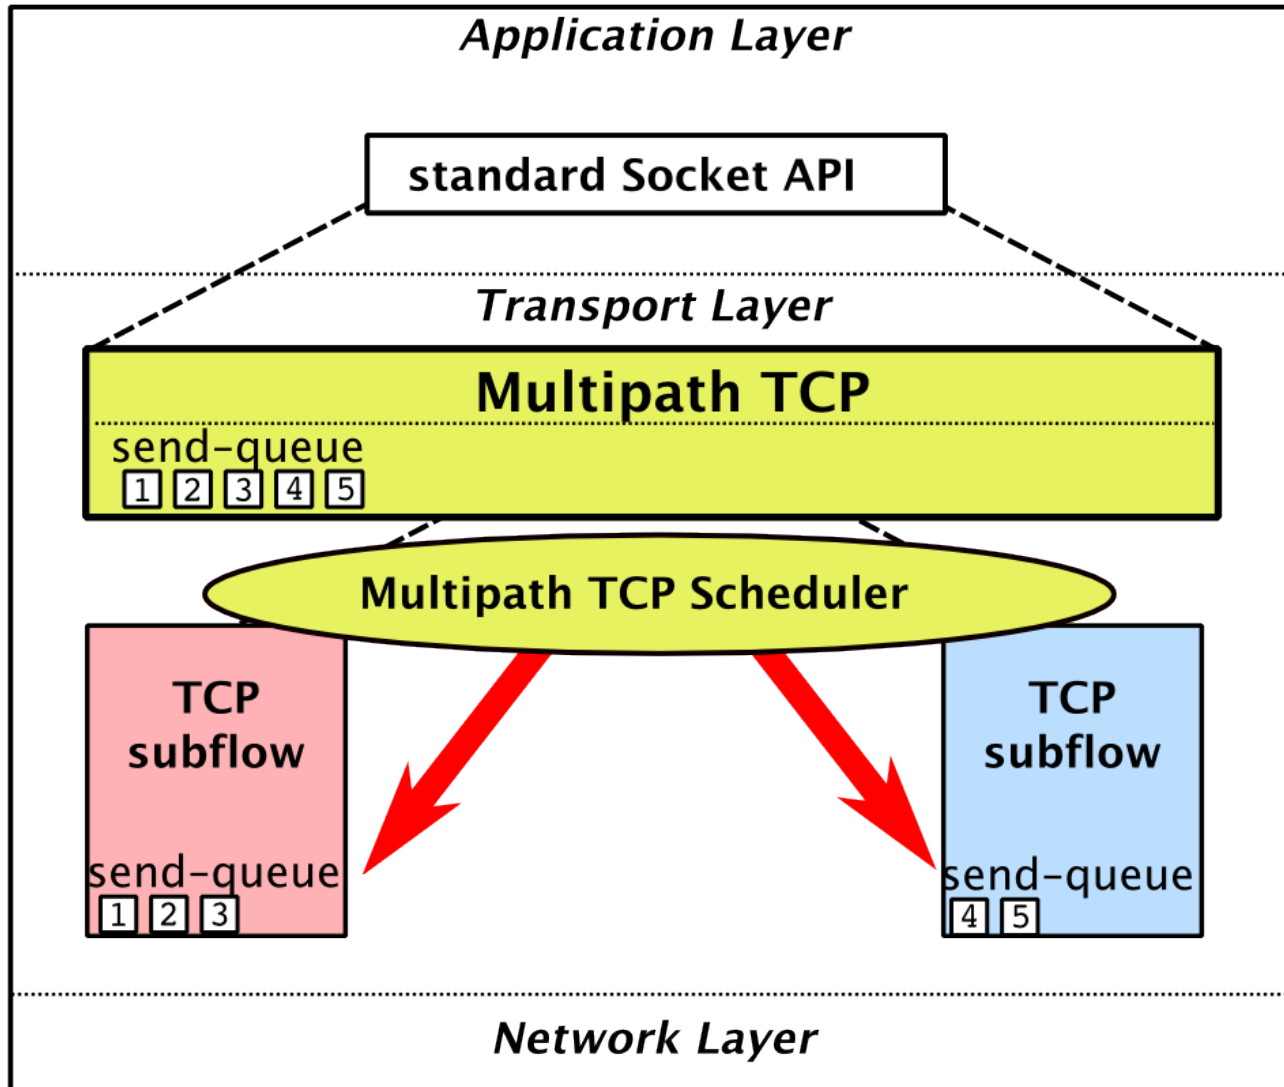 Application Layer
standard Socket API
Transport Layer
Multipath TCP
send-queue
1 2 3 4 5
Multipath TCP Scheduler
TCP
subflow
send-queue
1 2 3
TCP
subflow
send-queue
4 5
Network Layer